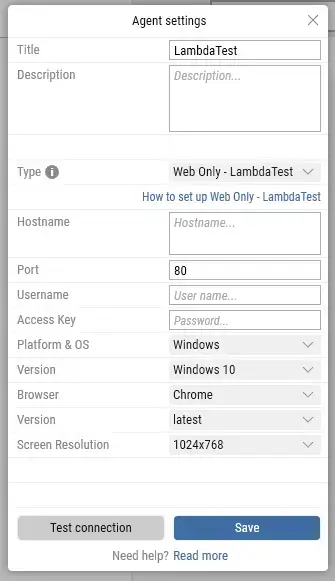 Agent settings
Title LambdaTest
Description Description...
Type Web Only - LambdaTest
How to set up Web Only - LambdaTest
Hostname Hostname...
Port 80
Username User name...
Access Key Password...
Platform & OS Windows
Version Windows 10
Browser Chrome
Version latest
Screen Resolution 1024x768
Test connection Save
Need help? Read more